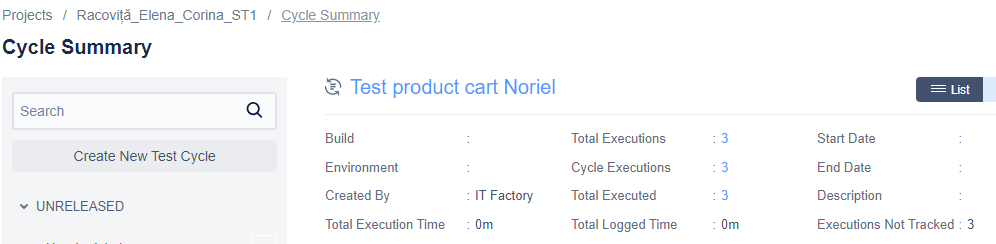 Projects / Racoviță_Elena_Corina_ST1 / Cycle Summary
Cycle Summary
Search
Create New Test Cycle
UNRELEASED
Test product cart Noriel
List
Build :
Total Executions : 3
Start Date :
Environment :
Cycle Executions : 3
End Date :
Created By : IT Factory
Total Executed : 3
Description :
Total Execution Time : 0m
Total Logged Time : 0m
Executions Not Tracked : 3